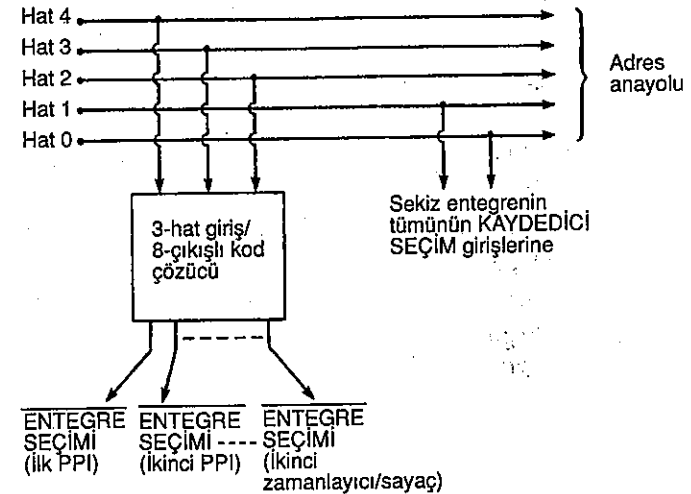 Hat 4
Hat 3
Hat 2
Hat 1
Hat 0
Adres
anayolu
Sekiz entegrenin
tümünün KAYDEDİCİ
SEÇİM girişlerine
3-hat giriş/
8-çıkışlı kod
çözücü
ENTEGRE
SEÇİMİ
(İlk PPI)
ENTEGRE
SEÇİMİ
(İkinci PPI)
ENTEGRE
SEÇİMİ
(İkinci
zamanlayıcı/sayaç)